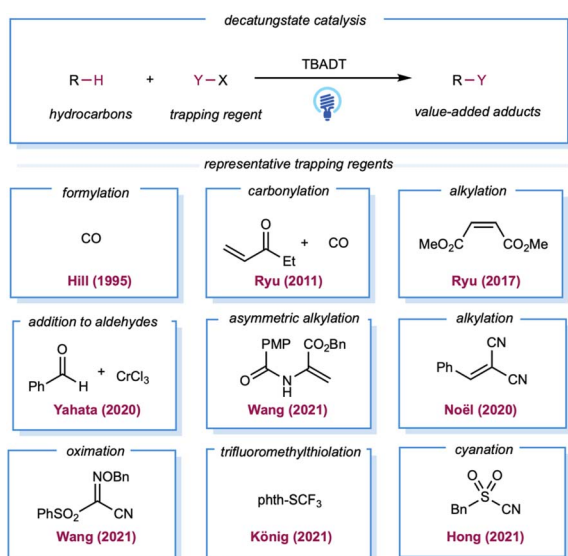 decatungstate catalysis
R–H + Y–X TBADT R–Y
hydrocarbons trapping regent value-added adducts
representative trapping regents
formylation
CO
Hill (1995)
carbonylation
O
Et
+ CO
Ryu (2011)
alkylation
MeO₂C CO₂Me
Ryu (2017)
addition to aldehydes
O
Ph H + CrCl₃
Yahata (2020)
asymmetric alkylation
PMP CO₂Bn
O N
H
Wang (2021)
alkylation
CN
Ph CN
Noël (2020)
oximation
NOBn
PhSO₂ CN
Wang (2021)
trifluoromethylthiolation
phth-SCF₃
König (2021)
cyanation
O O
S
Bn CN
Hong (2021)